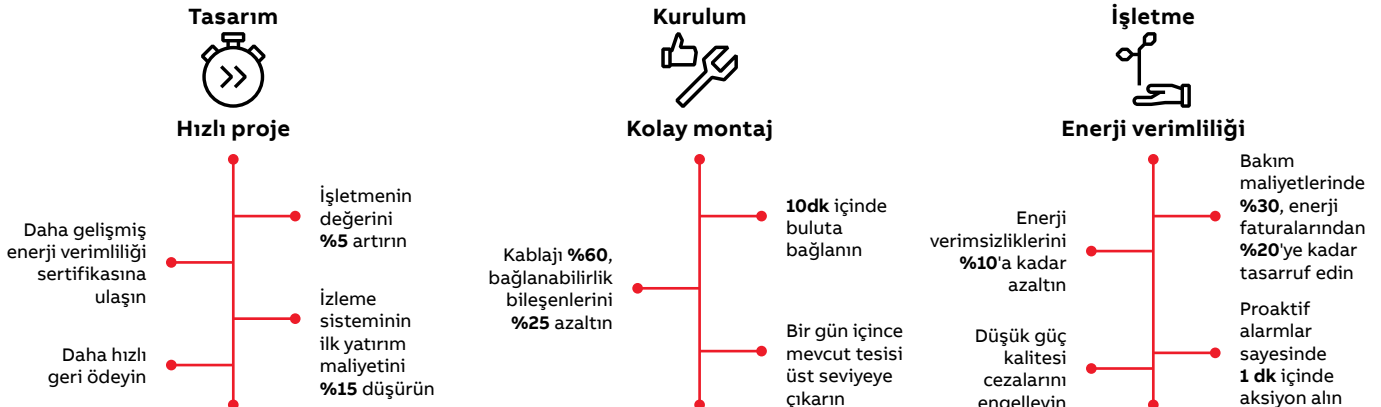 Tasarım
Hızlı proje
İşletmenin
değerini
%5 artırın
Daha gelişmiş
enerji verimliliği
sertifikasına
ulaşın
İzleme
sisteminin
ilk yatırım
maliyetini
%15 düşürün
Daha hızlı
geri ödeyin
Kurulum
Kolay montaj
10dk içinde
buluta
bağlanın
Kablajı %60,
bağlanabilirlik
bileşenlerini
%25 azaltın
Bir gün içince
mevcut tesisi
üst seviyeye
çıkarın
İşletme
Enerji verimliliği
Bakım
maliyetlerinde
%30, enerji
faturalarından
%20'ye kadar
tasarruf edin
Enerji
verimsizliklerini
%10'a kadar
azaltın
Proaktif
alarmlar
sayesinde
1 dk içinde
aksiyon alın
Düşük güç
kalitesi
cezalarını
engelleyin